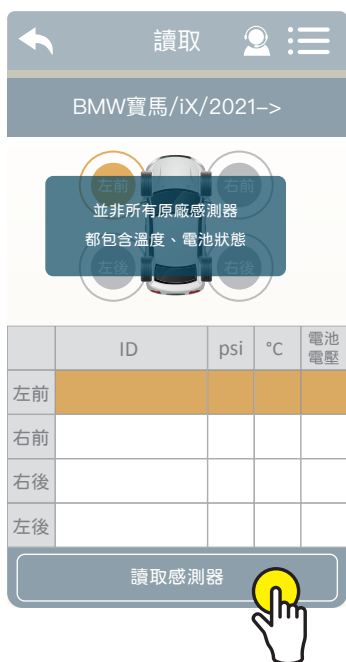 讀取
BMW寶馬/iX/2021–>
左前 右前
並非所有原廠感測器
都包含溫度、電池狀態
左後 右後
ID psi °C 電池電壓
左前
右前
右後
左後
讀取感測器